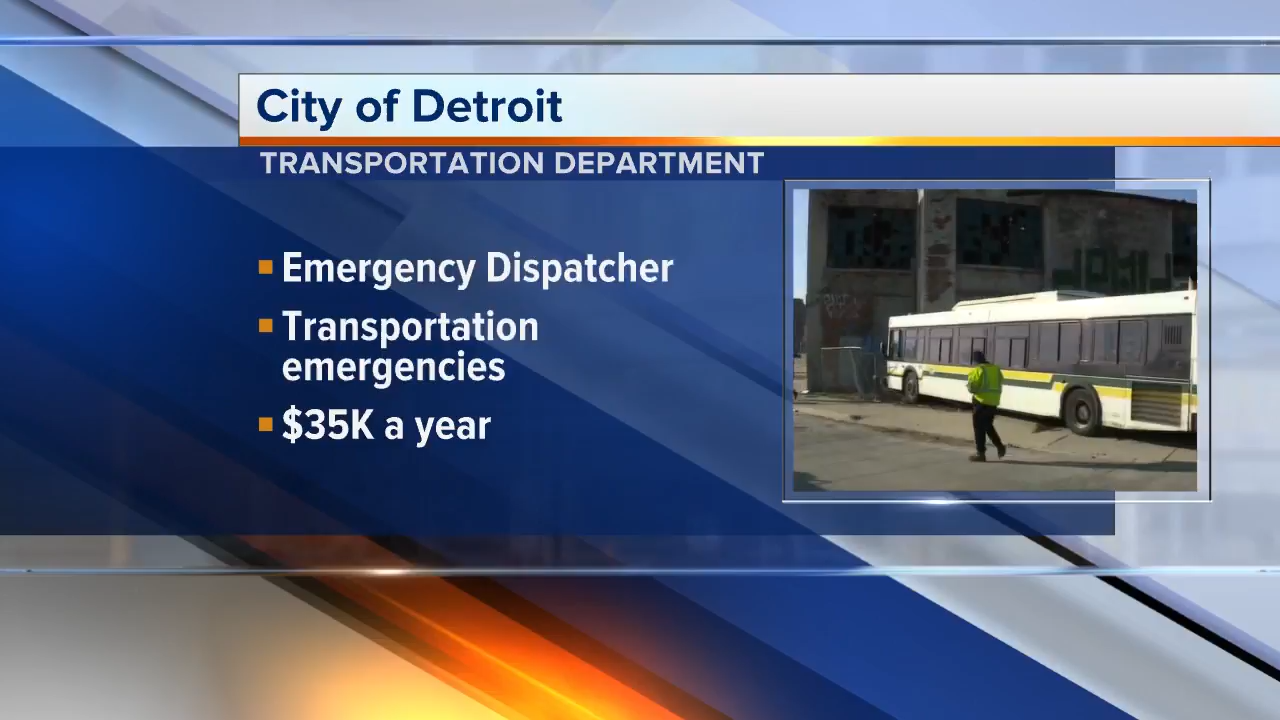 City of Detroit
TRANSPORTATION DEPARTMENT
Emergency Dispatcher
Transportation
emergencies
$35K a year